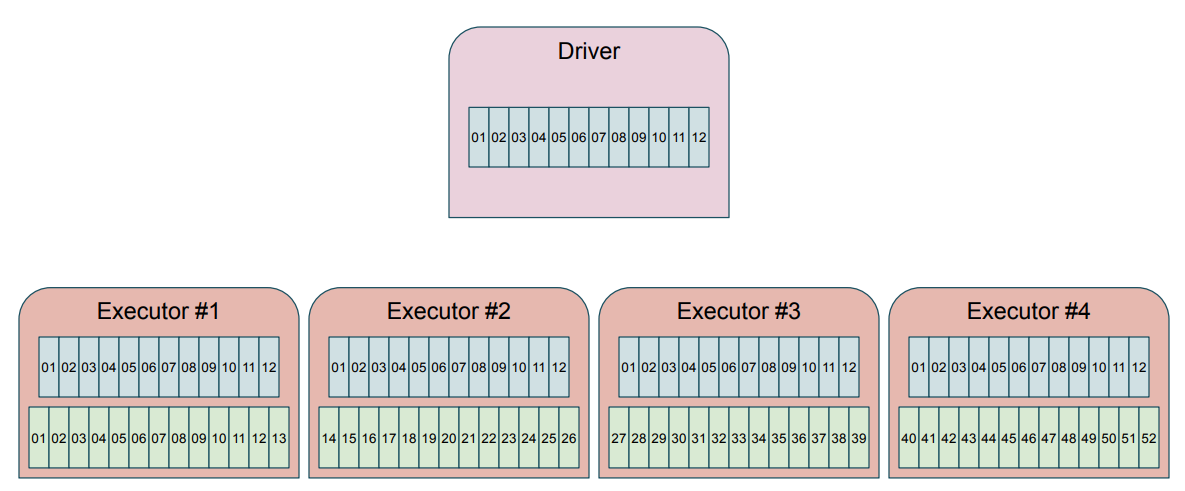 Driver
01 02 03 04 05 06 07 08 09 10 11 12
Executor #1
01 02 03 04 05 06 07 08 09 10 11 12
01 02 03 04 05 06 07 08 09 10 11 12 13
Executor #2
01 02 03 04 05 06 07 08 09 10 11 12
14 15 16 17 18 19 20 21 22 23 24 25 26
Executor #3
01 02 03 04 05 06 07 08 09 10 11 12
27 28 29 30 31 32 33 34 35 36 37 38 39
Executor #4
01 02 03 04 05 06 07 08 09 10 11 12
40 41 42 43 44 45 46 47 48 49 50 51 52